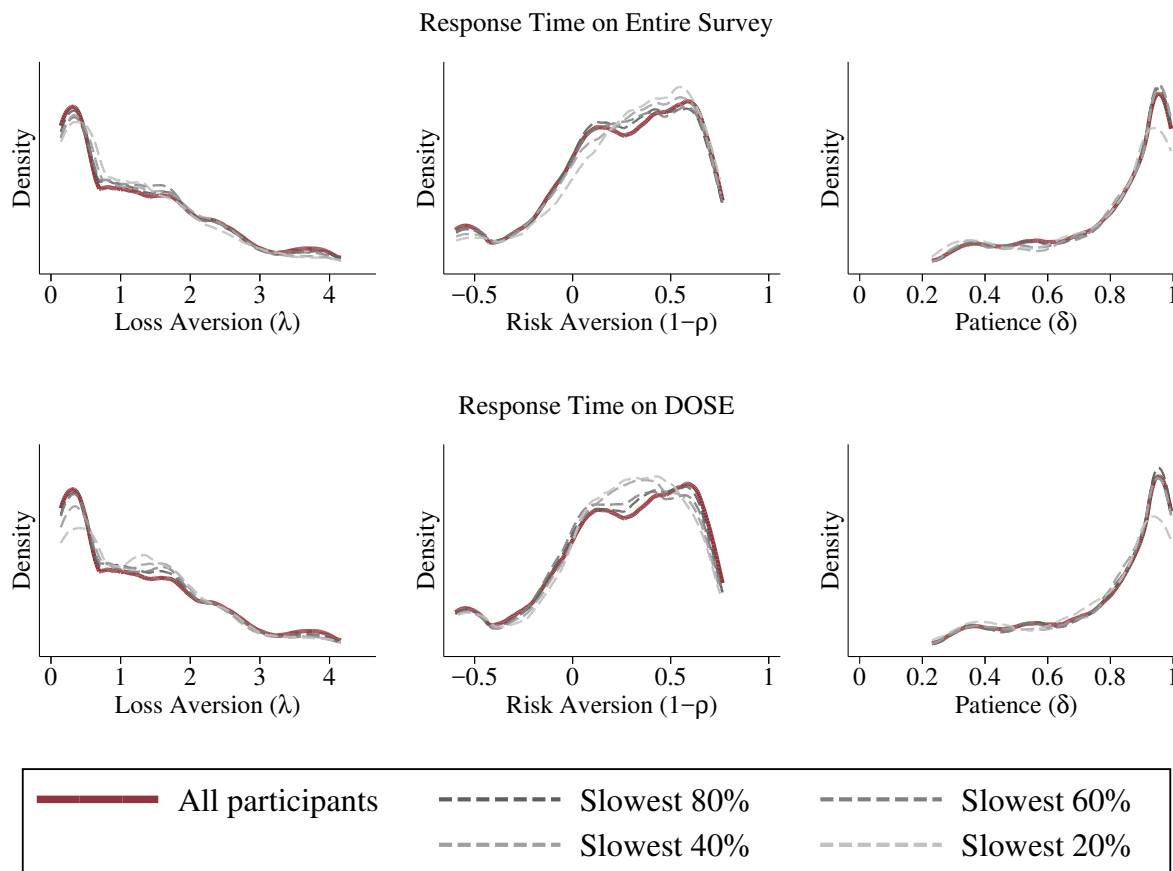 Response Time on Entire Survey
Density
0 1 2 3 4
Loss Aversion (λ)
Density
−0.5 0 0.5 1
Risk Aversion (1−ρ)
Density
0 0.2 0.4 0.6 0.8 1
Patience (δ)
Response Time on DOSE
Density
0 1 2 3 4
Loss Aversion (λ)
Density
−0.5 0 0.5 1
Risk Aversion (1−ρ)
Density
0 0.2 0.4 0.6 0.8 1
Patience (δ)
All participants Slowest 80% Slowest 60%
Slowest 40% Slowest 20%